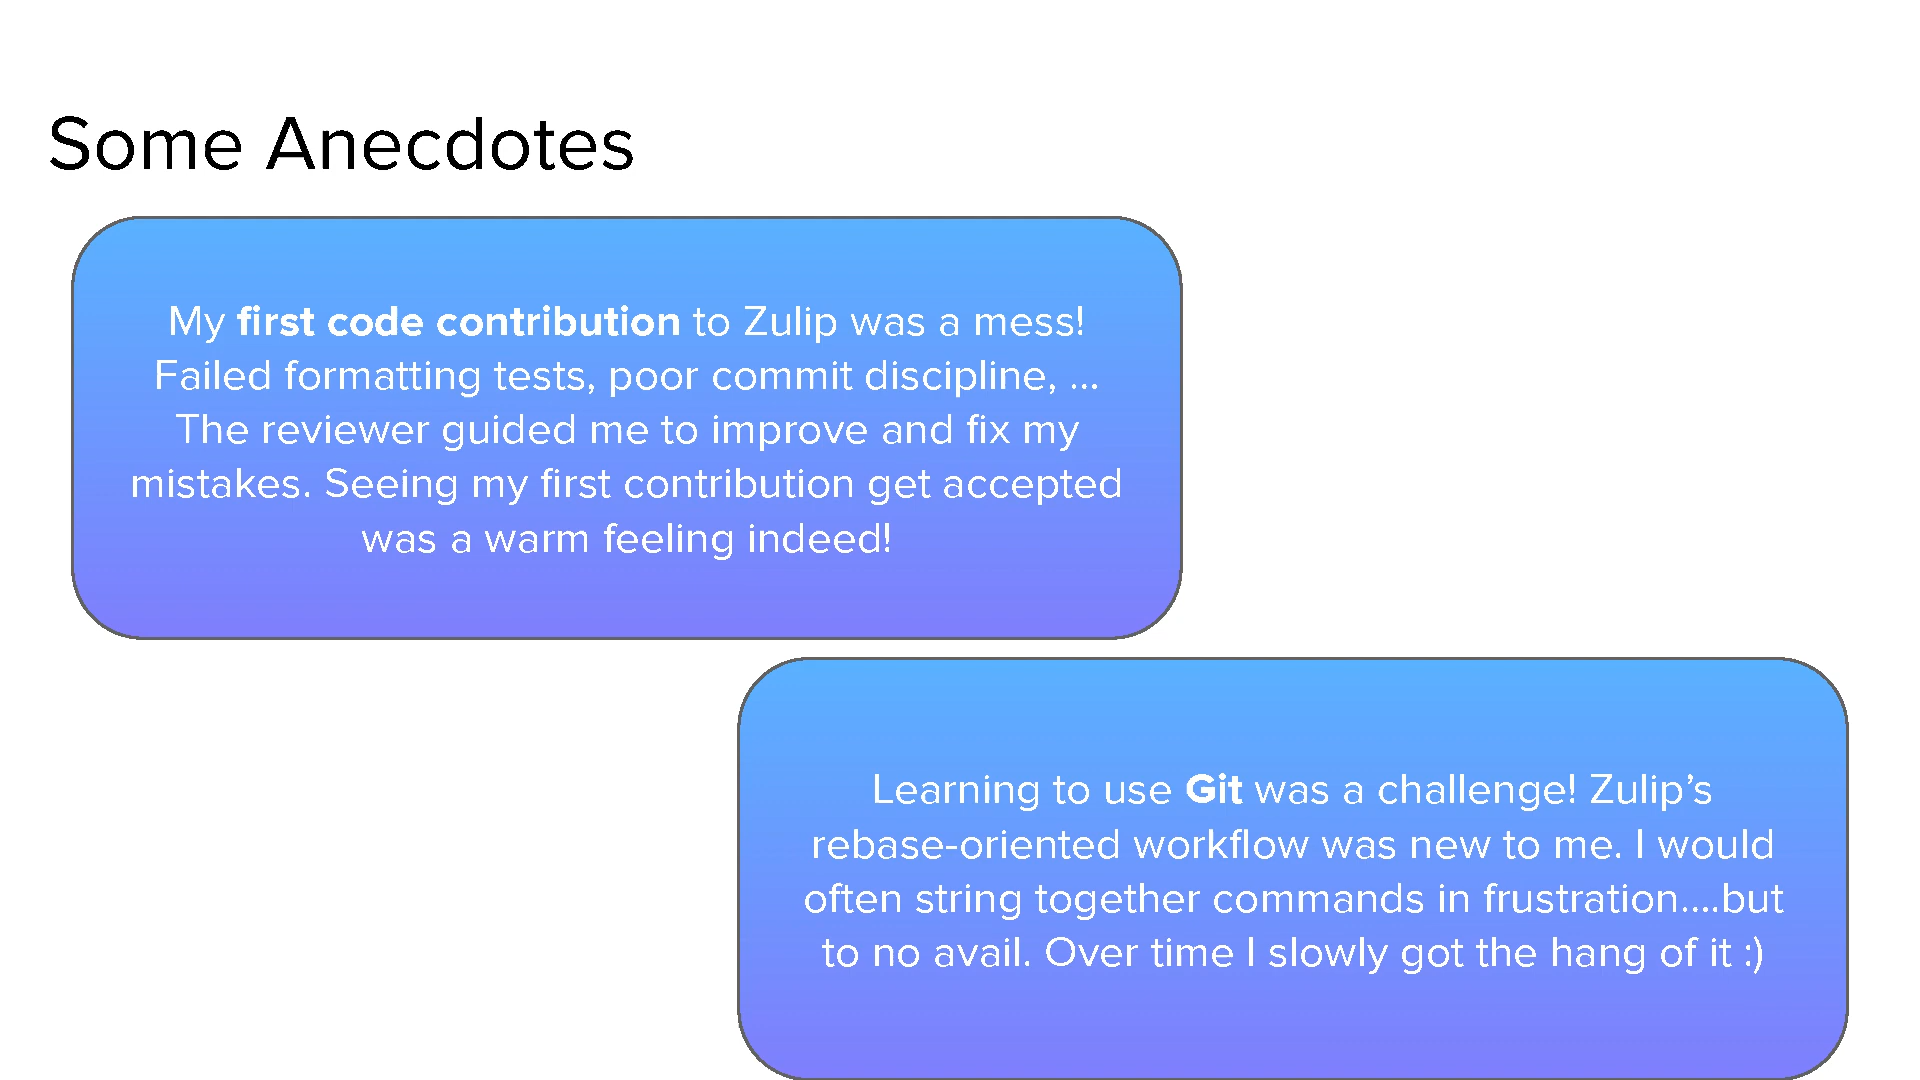 Some Anecdotes
My first code contribution to Zulip was a mess!
Failed formatting tests, poor commit discipline, ...
The reviewer guided me to improve and fix my
mistakes. Seeing my first contribution get accepted
was a warm feeling indeed!
Learning to use Git was a challenge! Zulip’s
rebase-oriented workflow was new to me. I would
often string together commands in frustration....but
to no avail. Over time I slowly got the hang of it :)